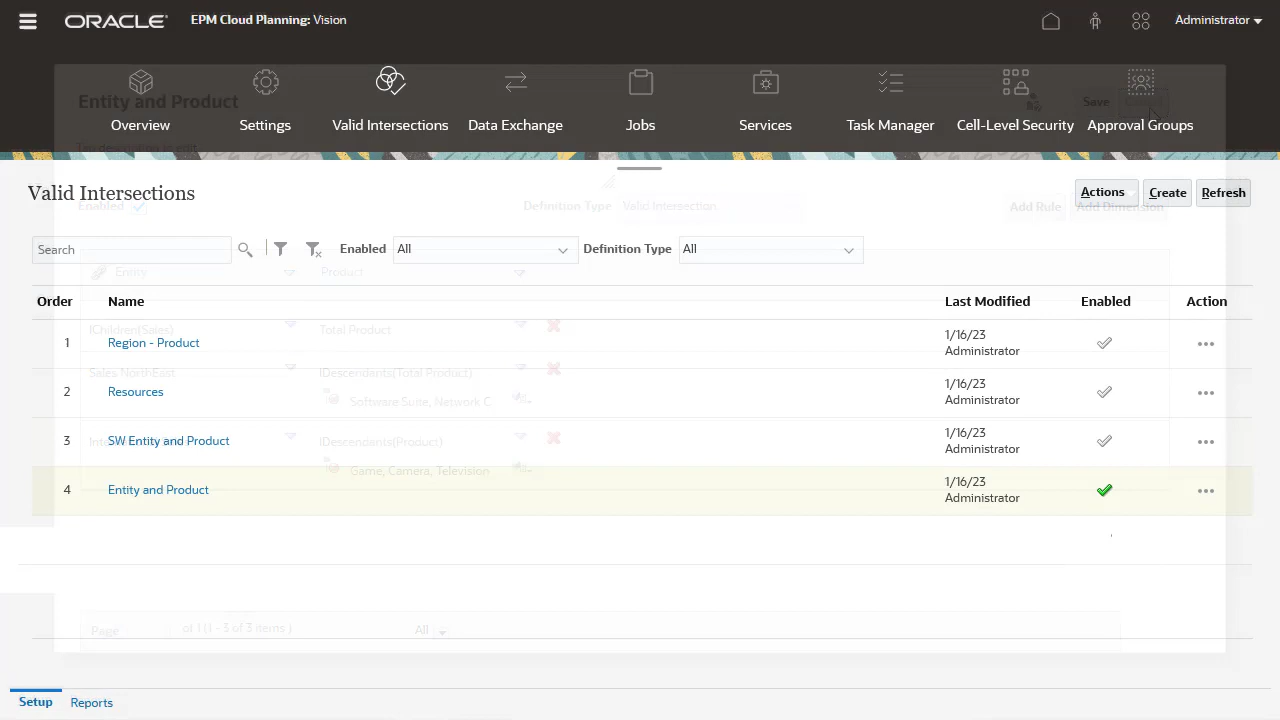 ORACLE EPM Cloud Planning: Vision Administrator
Entity and Product Save
Overview Settings Valid Intersections Data Exchange Jobs Services Task Manager Cell-Level Security Approval Groups
Valid Intersections Actions Create Refresh
Enabled Definition Type Valid Intersection Add Rule Add Dimension
Search Enabled All Definition Type All
Entity Product
Order Name Last Modified Enabled Action
IChildren(Sales) Total Product
1 Region - Product 1/16/23
Administrator
Sales NorthEast IDescendants(Total Product)
2 Resources 1/16/23
Administrator
Software Suite, Network C
3 SW Entity and Product 1/16/23
Administrator
IDescendants(Product)
Game, Camera, Television
4 Entity and Product 1/16/23
Administrator
Page of 1 (1 - 3 of 3 items ) All
Setup Reports